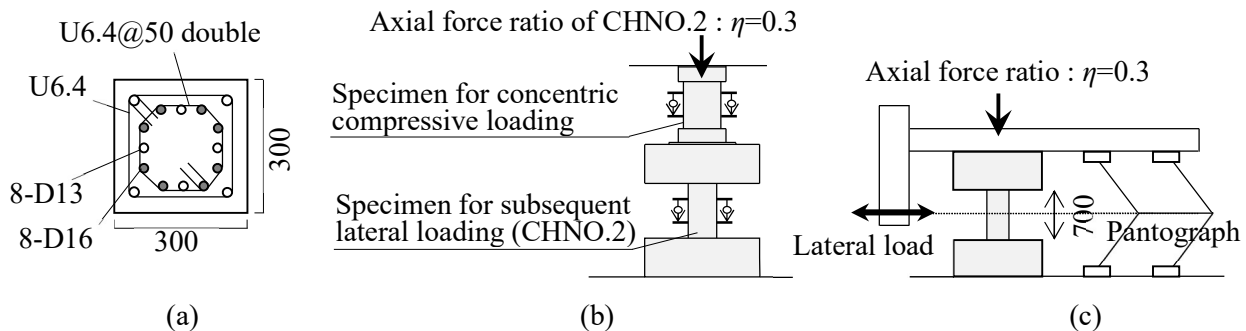 U6.4@50 double
U6.4
300
8-D13
8-D16
300
(a)
Axial force ratio of CHNO.2 : η=0.3
Specimen for concentric
compressive loading
Specimen for subsequent
lateral loading (CHNO.2)
(b)
Axial force ratio : η=0.3
700
Lateral load
Pantograph
(c)